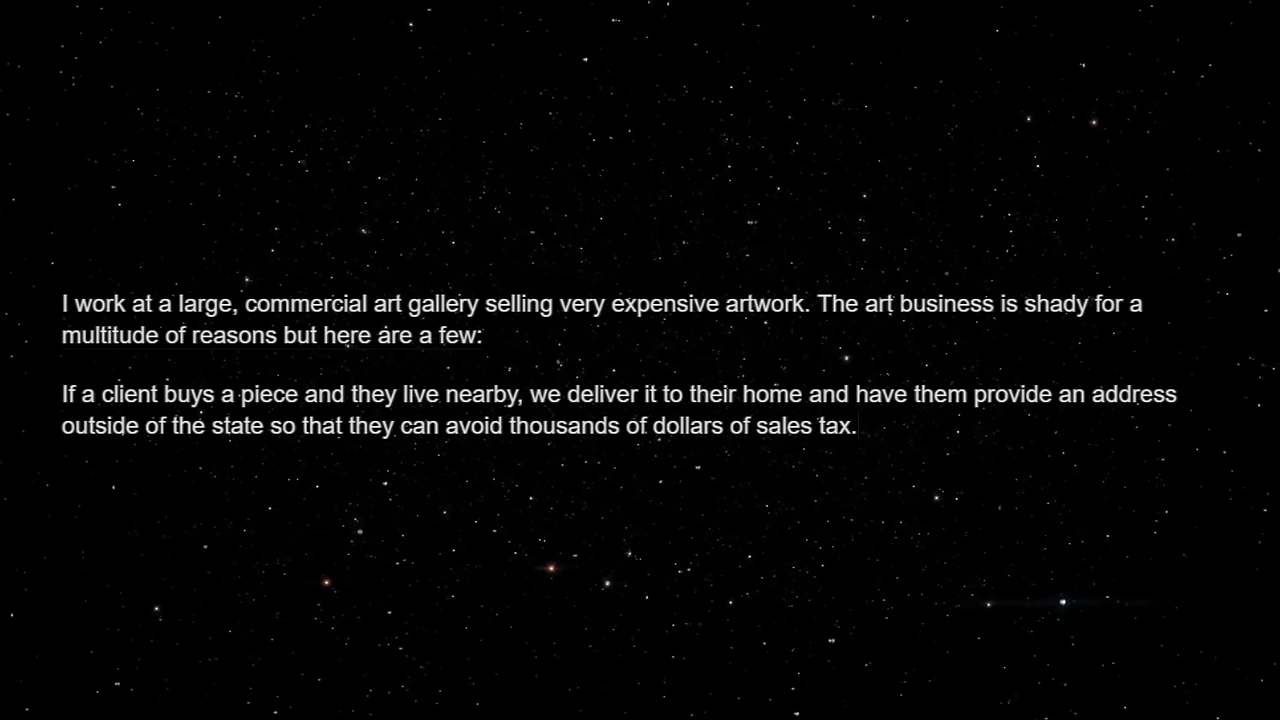 I work at a large, commercial art gallery selling very expensive artwork. The art business is shady for a
multitude of reasons but here are a few:
If a client buys a piece and they live nearby, we deliver it to their home and have them provide an address
outside of the state so that they can avoid thousands of dollars of sales tax.